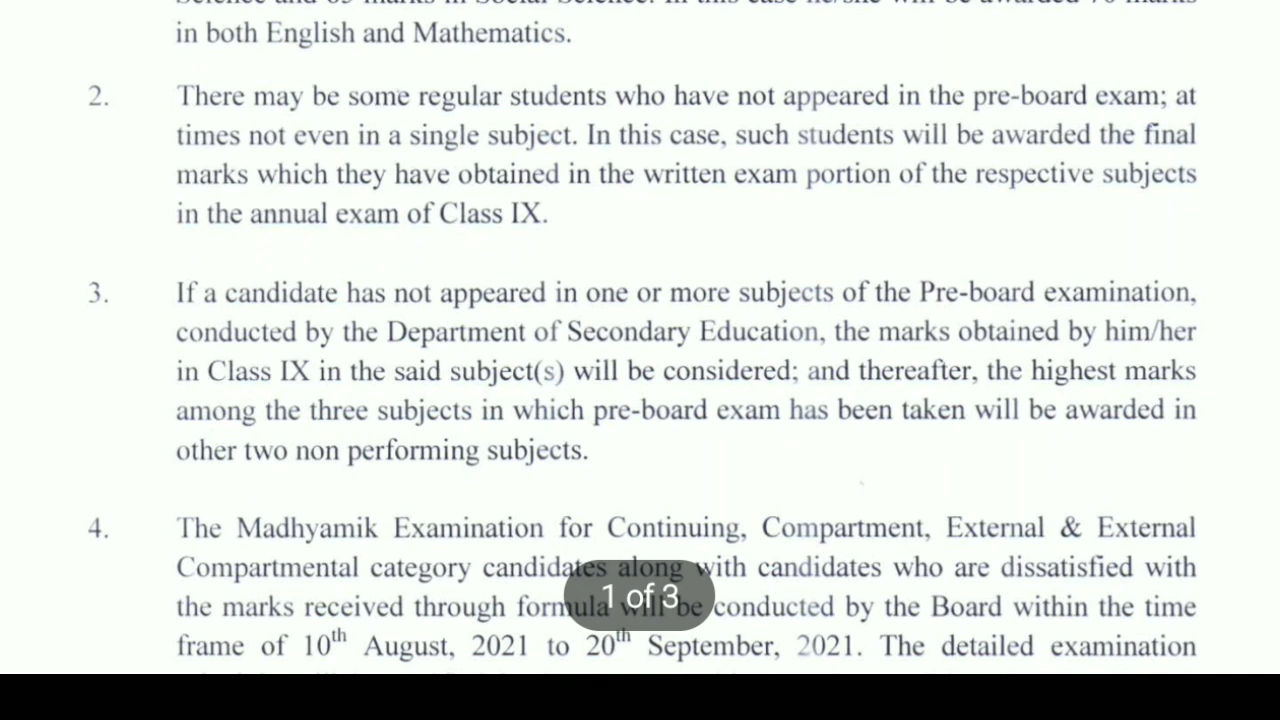 in both English and Mathematics.
2. There may be some regular students who have not appeared in the pre-board exam; at
times not even in a single subject. In this case, such students will be awarded the final
marks which they have obtained in the written exam portion of the respective subjects
in the annual exam of Class IX.
3. If a candidate has not appeared in one or more subjects of the Pre-board examination,
conducted by the Department of Secondary Education, the marks obtained by him/her
in Class IX in the said subject(s) will be considered; and thereafter, the highest marks
among the three subjects in which pre-board exam has been taken will be awarded in
other two non performing subjects.
4. The Madhyamik Examination for Continuing, Compartment, External & External
Compartmental category candidates along with candidates who are dissatisfied with
the marks received through formula will be conducted by the Board within the time
1 of 3
frame of 10th August, 2021 to 20th September, 2021. The detailed examination